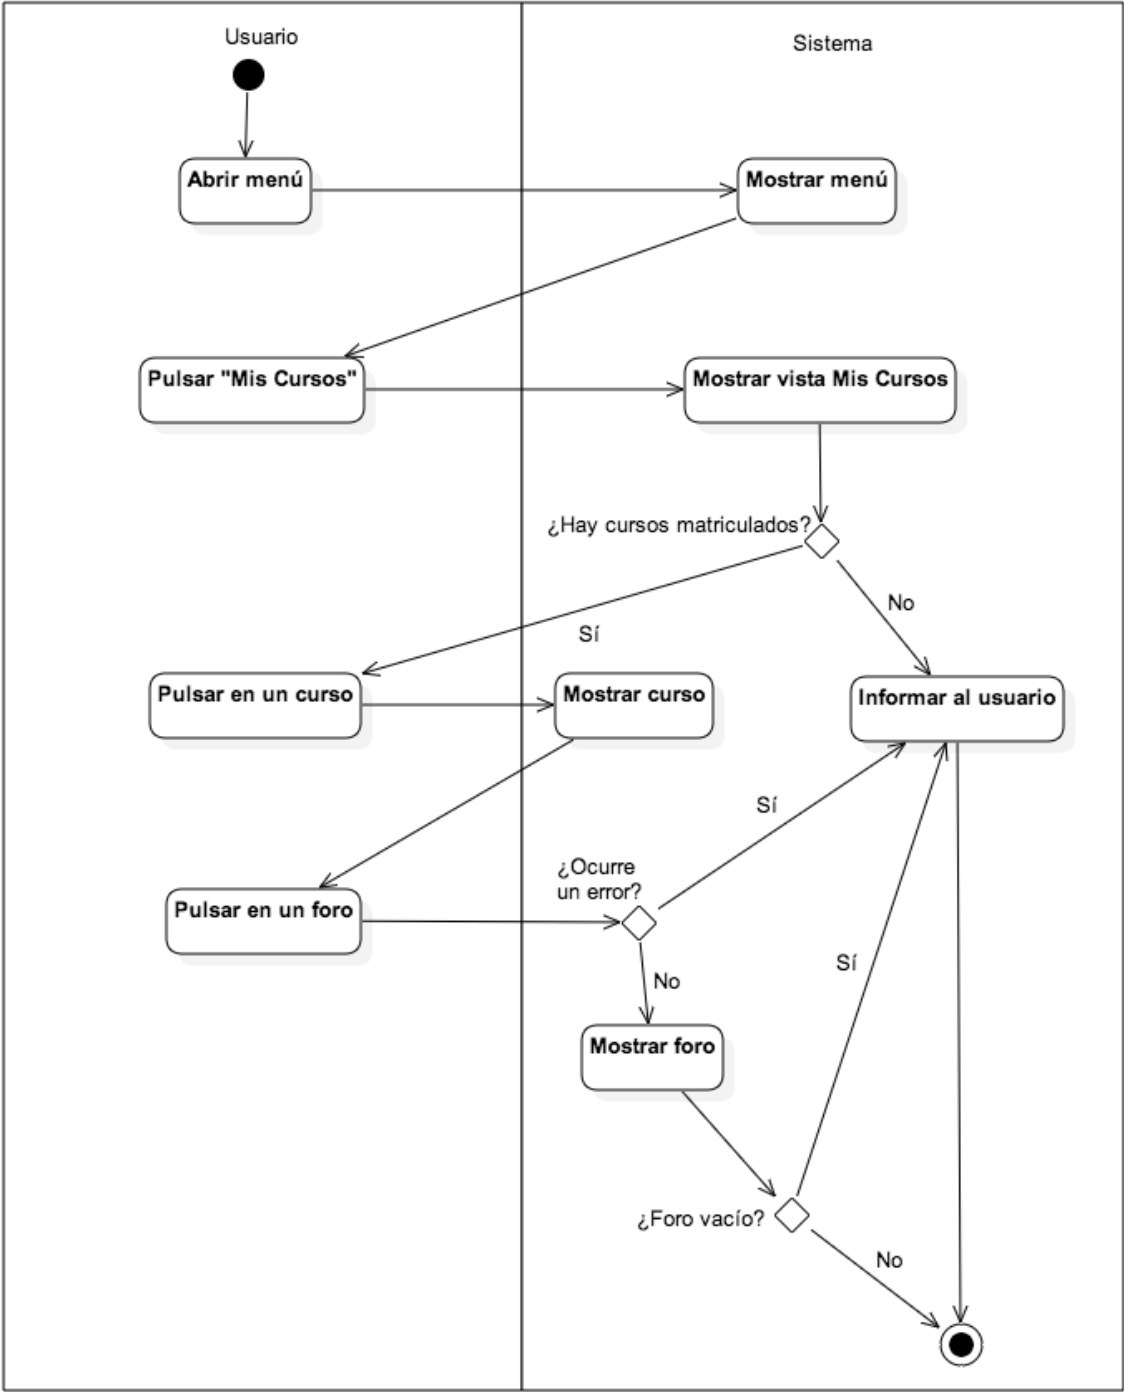 Usuario
Sistema
Abrir menú
Mostrar menú
Pulsar "Mis Cursos"
Mostrar vista Mis Cursos
¿Hay cursos matriculados?
No
Sí
Pulsar en un curso
Mostrar curso
Informar al usuario
Sí
¿Ocurre
un error?
Pulsar en un foro
Sí
No
Mostrar foro
¿Foro vacío?
No